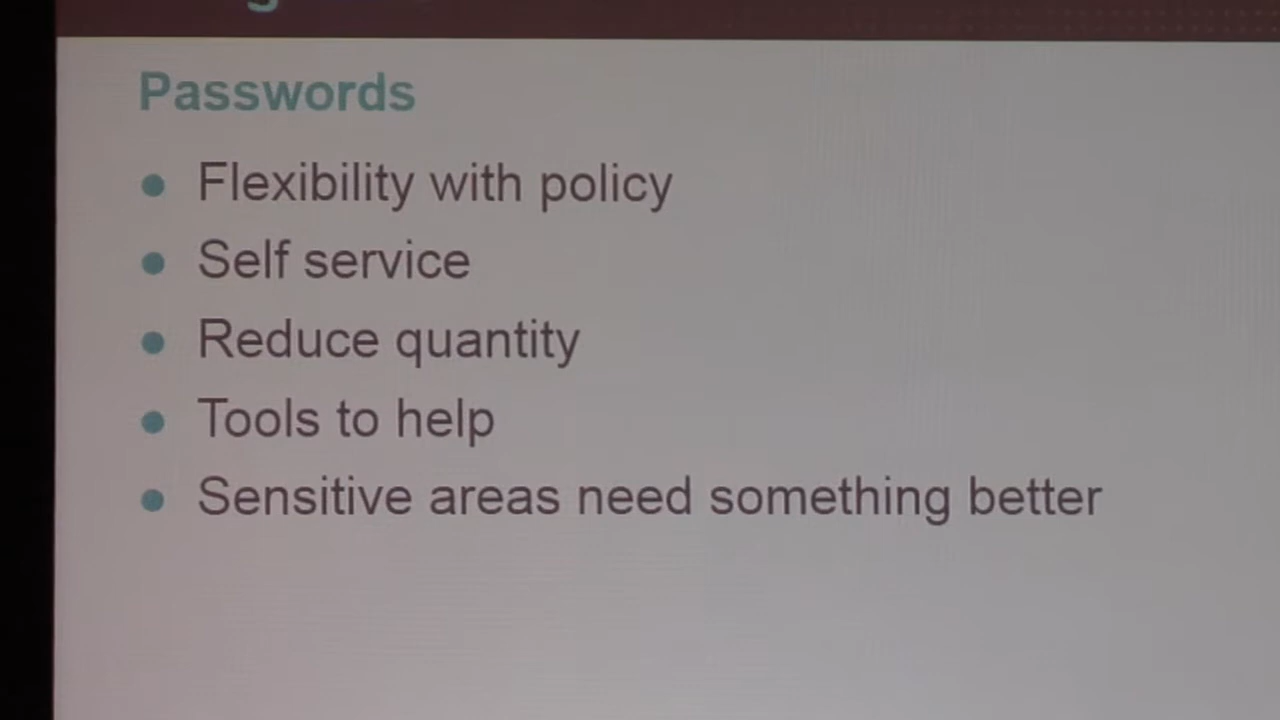 Passwords
Flexibility with policy
Self service
Reduce quantity
Tools to help
Sensitive areas need something better